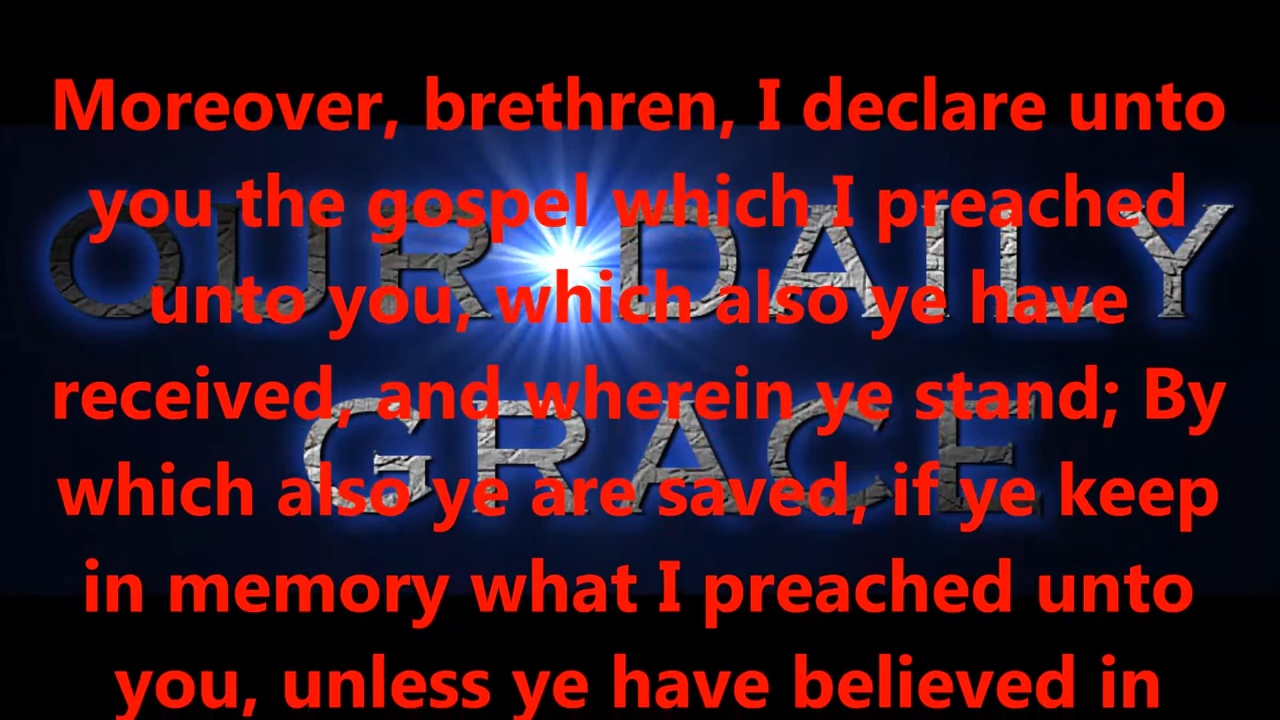 Moreover, brethren, I declare unto
you the gospel which I preached
OUR DAILY
unto you, which also ye have
received, and wherein ye stand; By
GRACE
which also ye are saved, if ye keep
in memory what I preached unto
you, unless ye have believed in